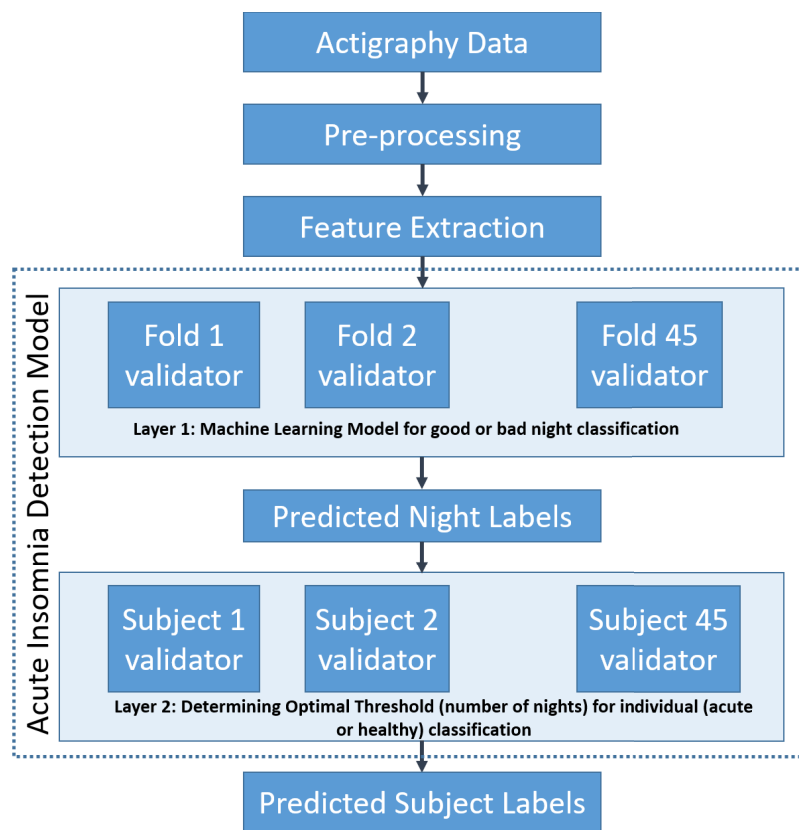 Actigraphy Data
Pre-processing
Feature Extraction
Acute Insomnia Detection Model
Fold 1
validator
Fold 2
validator
Fold 45
validator
Layer 1: Machine Learning Model for good or bad night classification
Predicted Night Labels
Subject 1
validator
Subject 2
validator
Subject 45
validator
Layer 2: Determining Optimal Threshold (number of nights) for individual (acute
or healthy) classification
Predicted Subject Labels